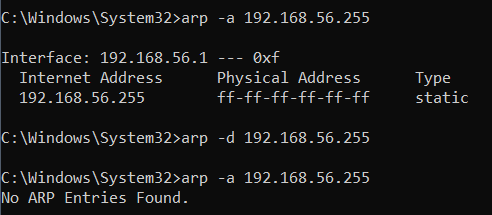 C:\Windows\System32>arp -a 192.168.56.255
Interface: 192.168.56.1 --- 0xf
  Internet Address      Physical Address      Type
  192.168.56.255        ff-ff-ff-ff-ff-ff     static
C:\Windows\System32>arp -d 192.168.56.255
C:\Windows\System32>arp -a 192.168.56.255
No ARP Entries Found.